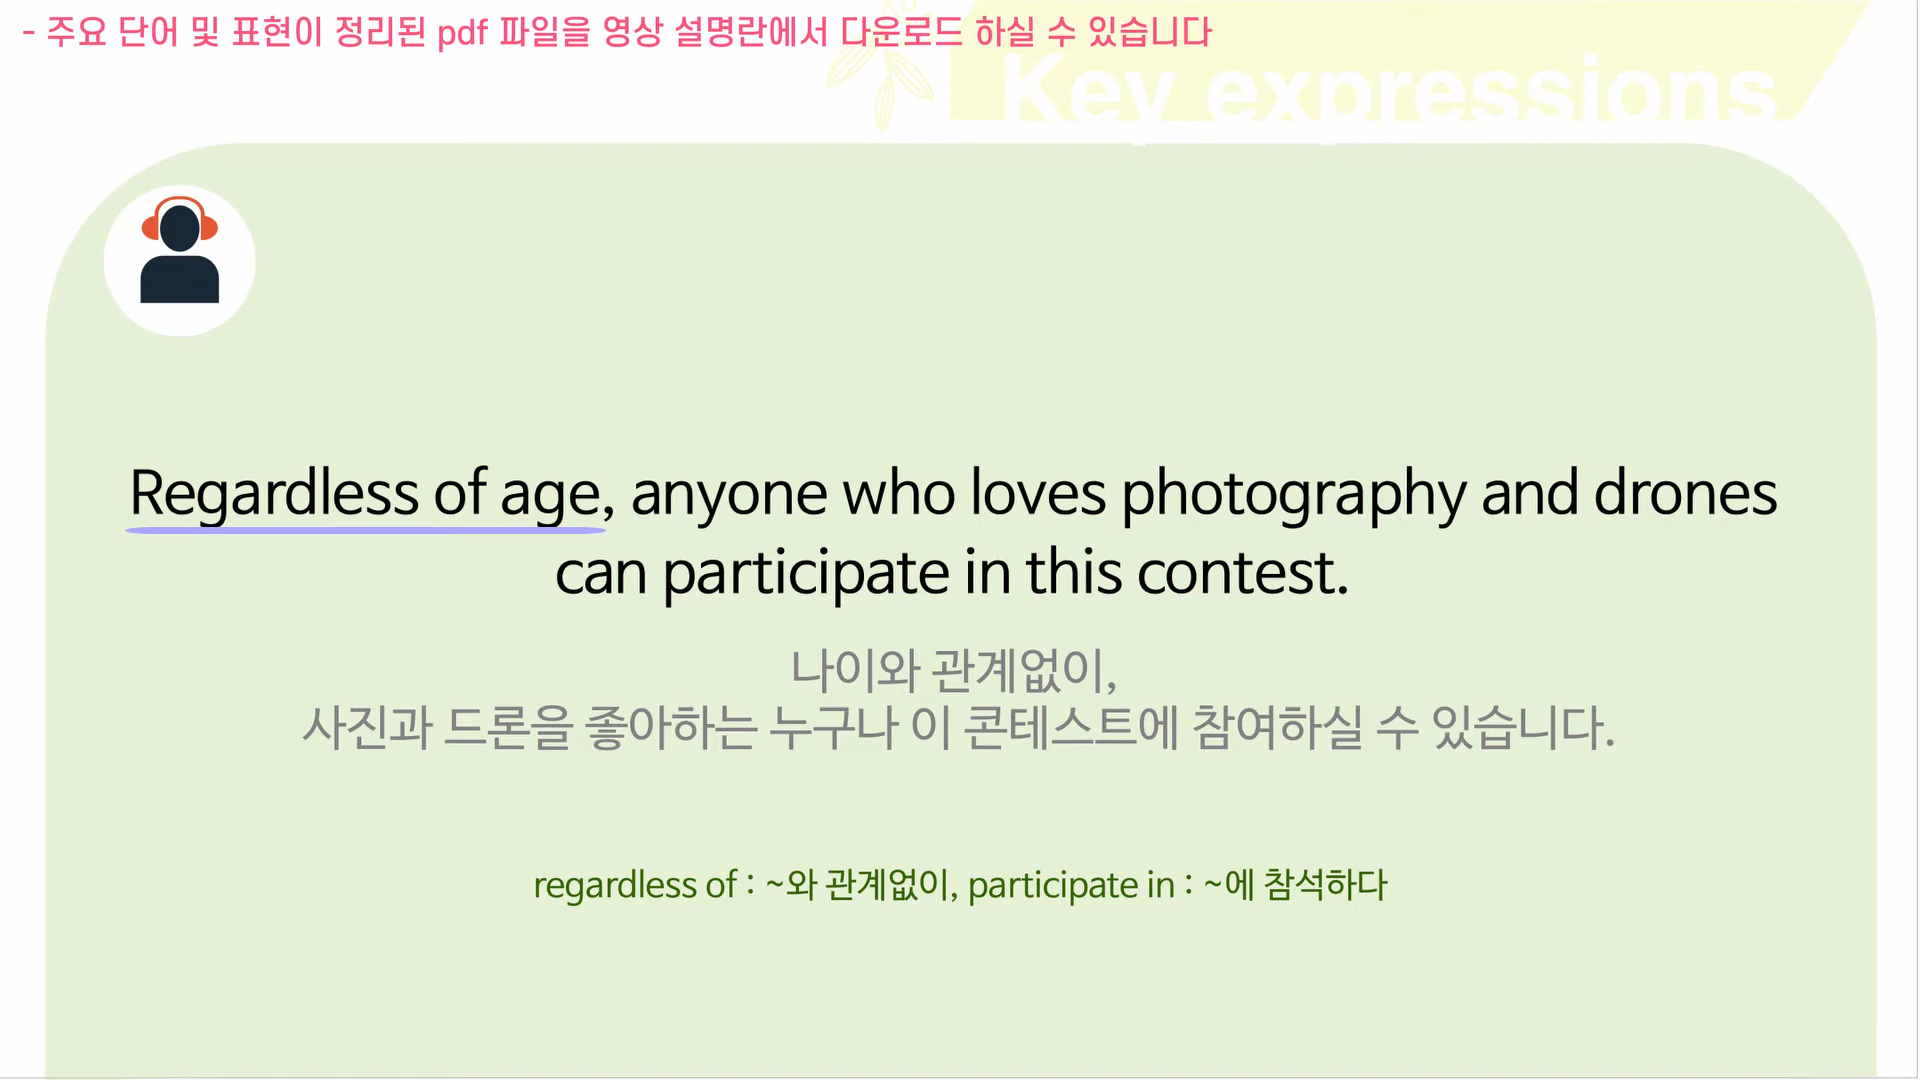 - 주요 단어 및 표현이 정리된 pdf 파일을 영상 설명란에서 다운로드 하실 수 있습니다
Key expressions
Regardless of age, anyone who loves photography and drones
can participate in this contest.
나이와 관계없이,
사진과 드론을 좋아하는 누구나 이 콘테스트에 참여하실 수 있습니다.
regardless of : ~와 관계없이, participate in : ~에 참석하다